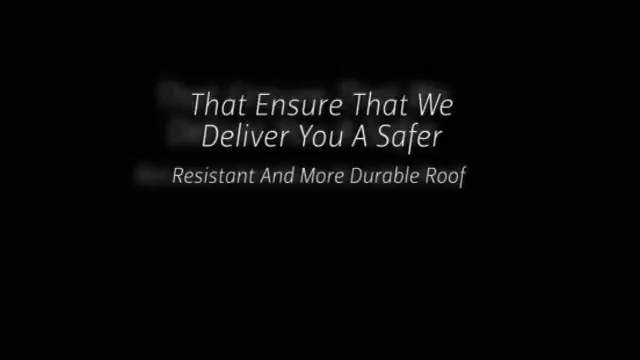 That Ensure That We
Deliver You A Safer
Resistant And More Durable Roof